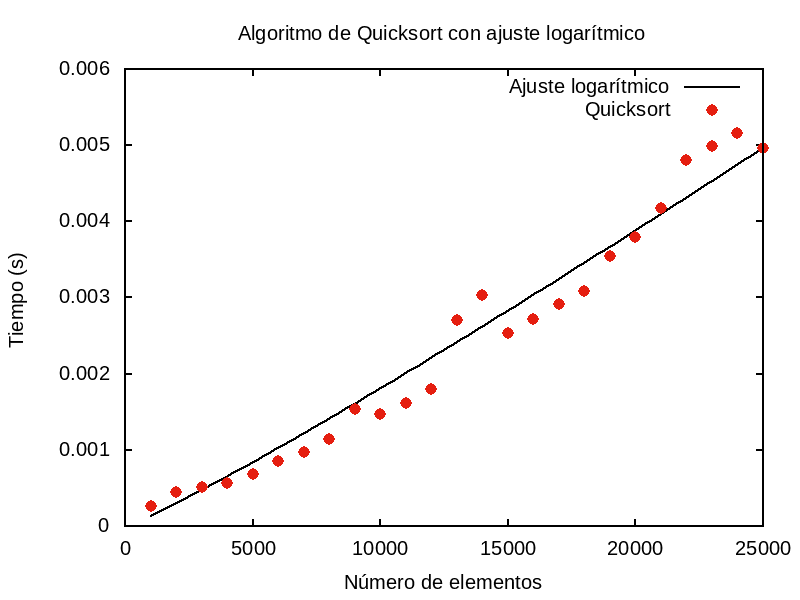 Algoritmo de Quicksort con ajuste logarítmico
Ajuste logarítmico
Quicksort
0.006
0.005
0.004
0.003
0.002
0.001
0
Tiempo (s)
0 5000 10000 15000 20000 25000
Número de elementos